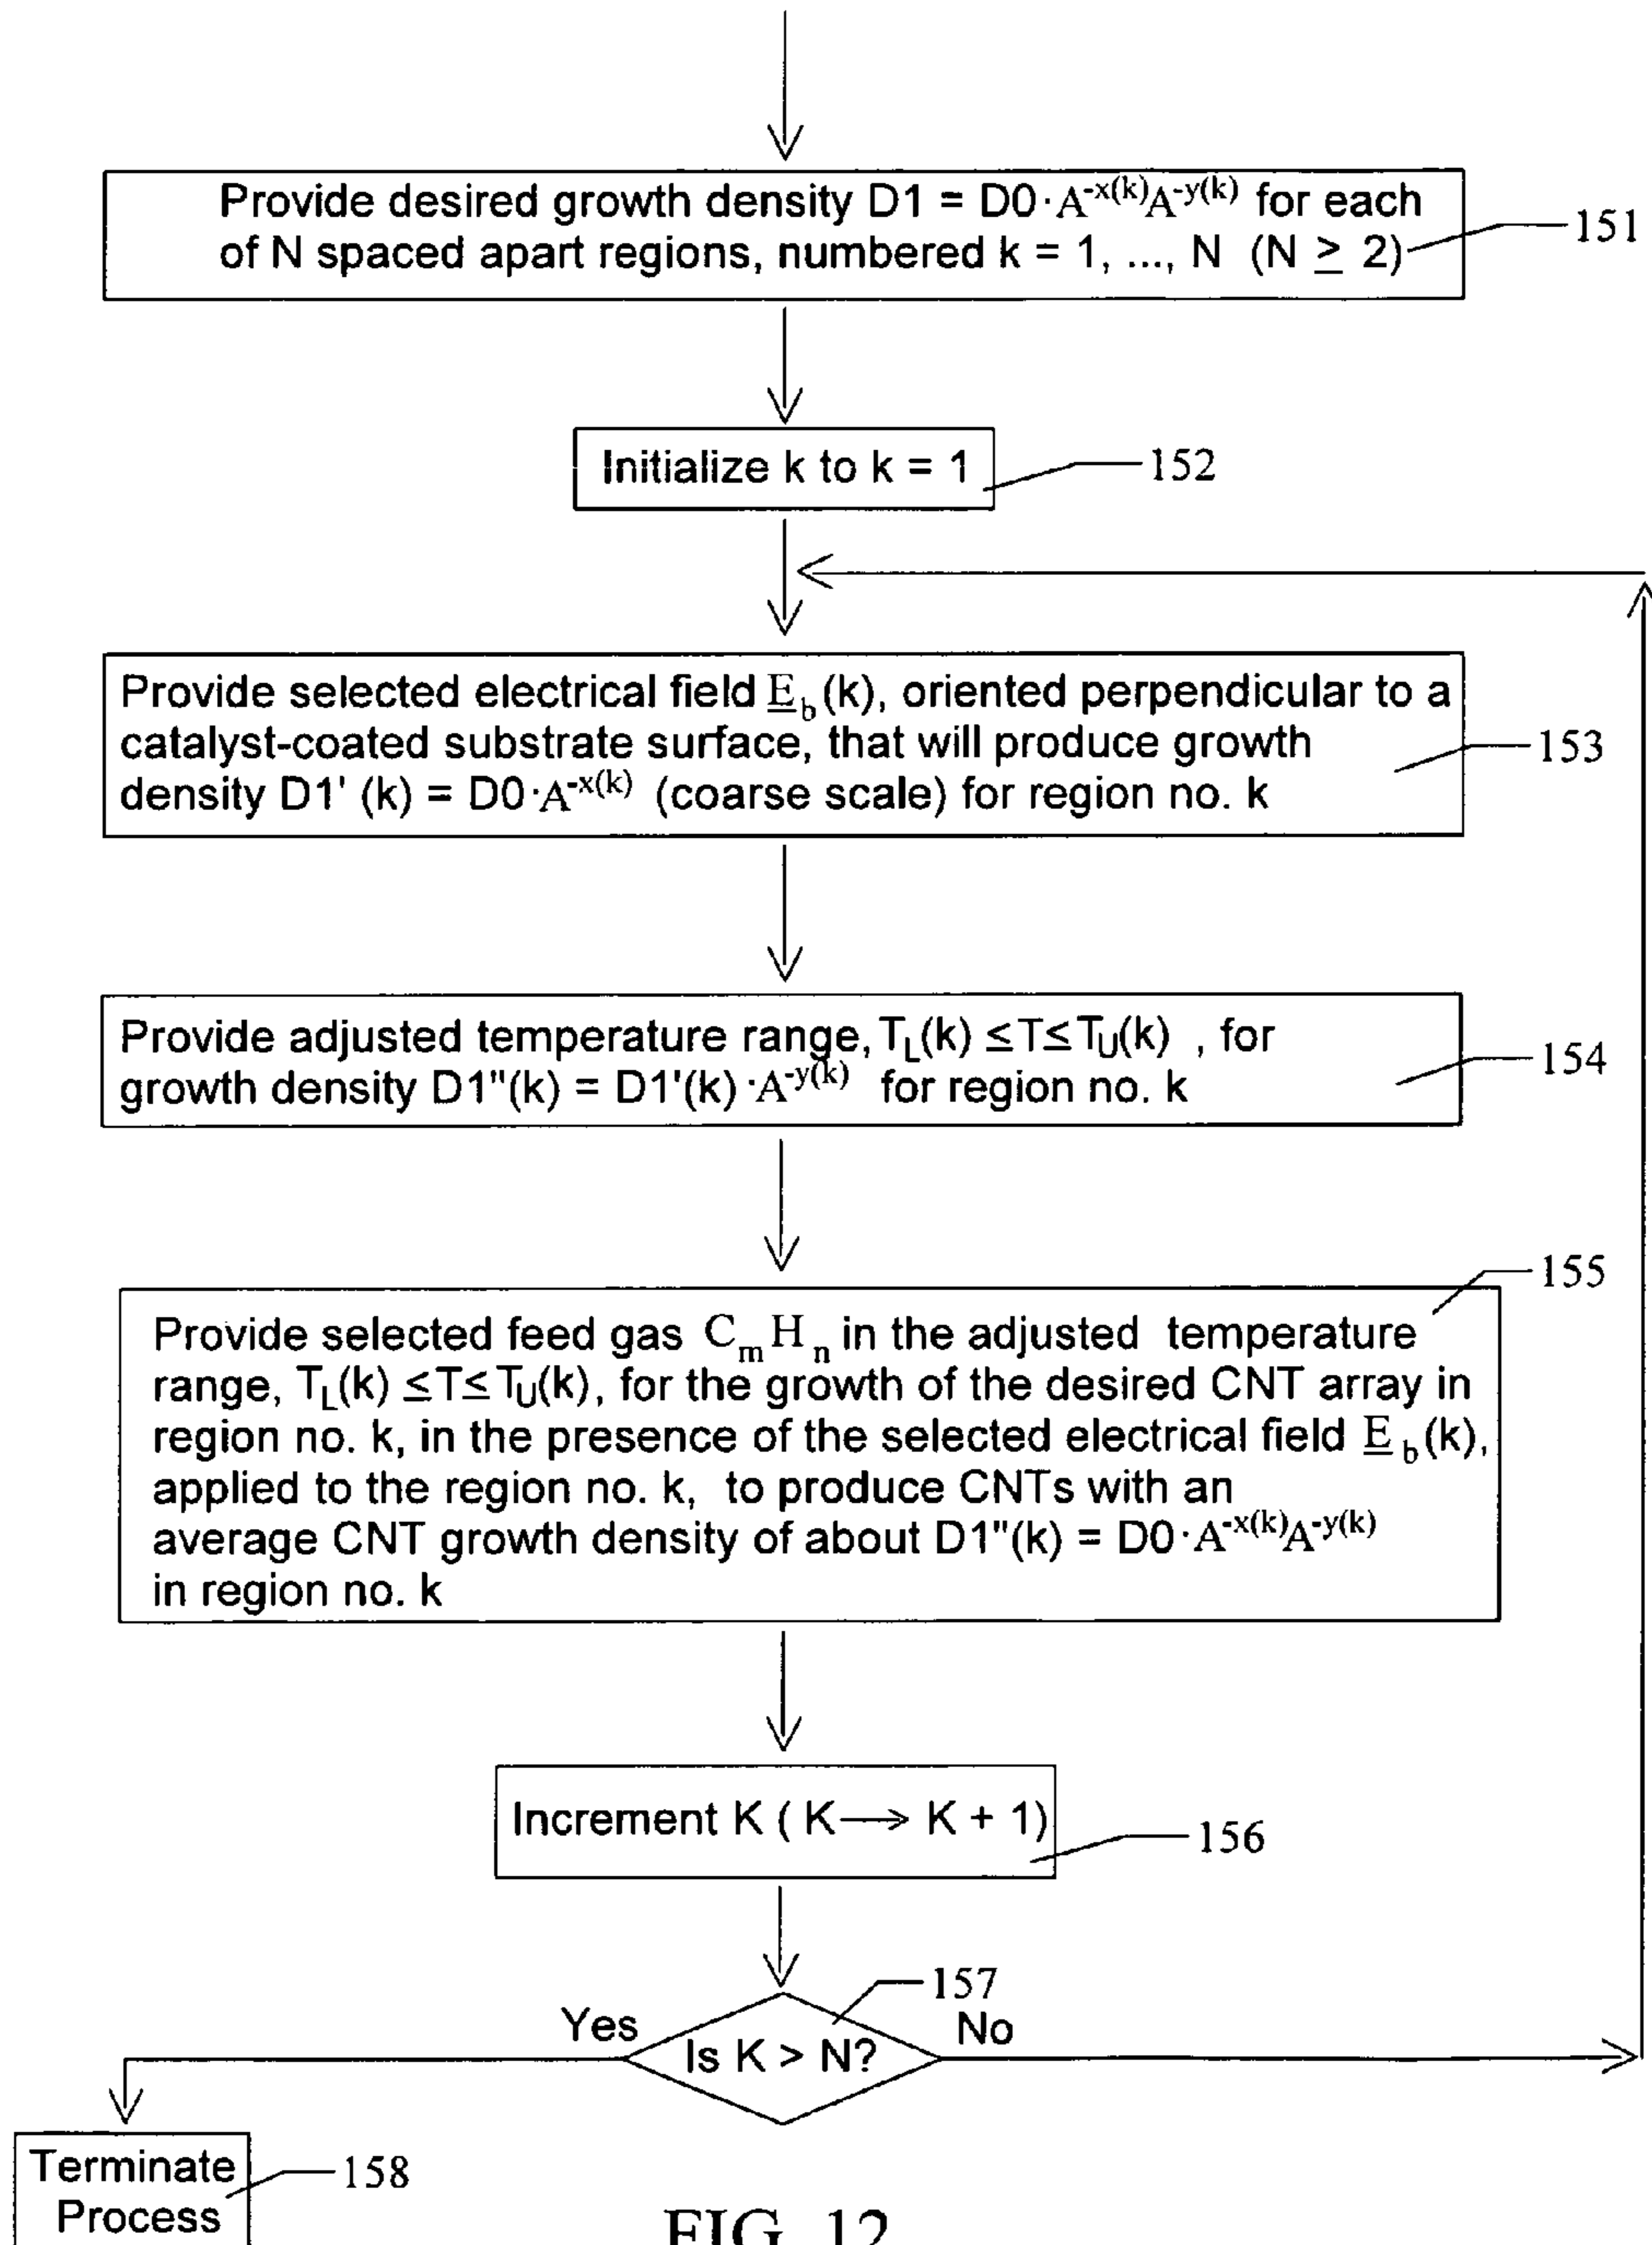 Provide desired growth density D1 = D0·A^-x(k) A^-y(k) for each
of N spaced apart regions, numbered k = 1, ..., N (N ≥ 2)
151
Initialize k to k = 1
152
Provide selected electrical field E_b(k), oriented perpendicular to a
catalyst-coated substrate surface, that will produce growth
density D1' (k) = D0·A^-x(k) (coarse scale) for region no. k
153
Provide adjusted temperature range, T_L(k) ≤T≤ T_U(k) , for
growth density D1"(k) = D1'(k)·A^-y(k) for region no. k
154
155
Provide selected feed gas C_m H_n in the adjusted temperature
range, T_L(k) ≤T≤ T_U(k), for the growth of the desired CNT array in
region no. k, in the presence of the selected electrical field E_b(k),
applied to the region no. k, to produce CNTs with an
average CNT growth density of about D1"(k) = D0·A^-x(k) A^-y(k)
in region no. k
Increment K ( K → K + 1)
156
157
Yes
No
Is K > N?
Terminate
Process
158
FIG. 12